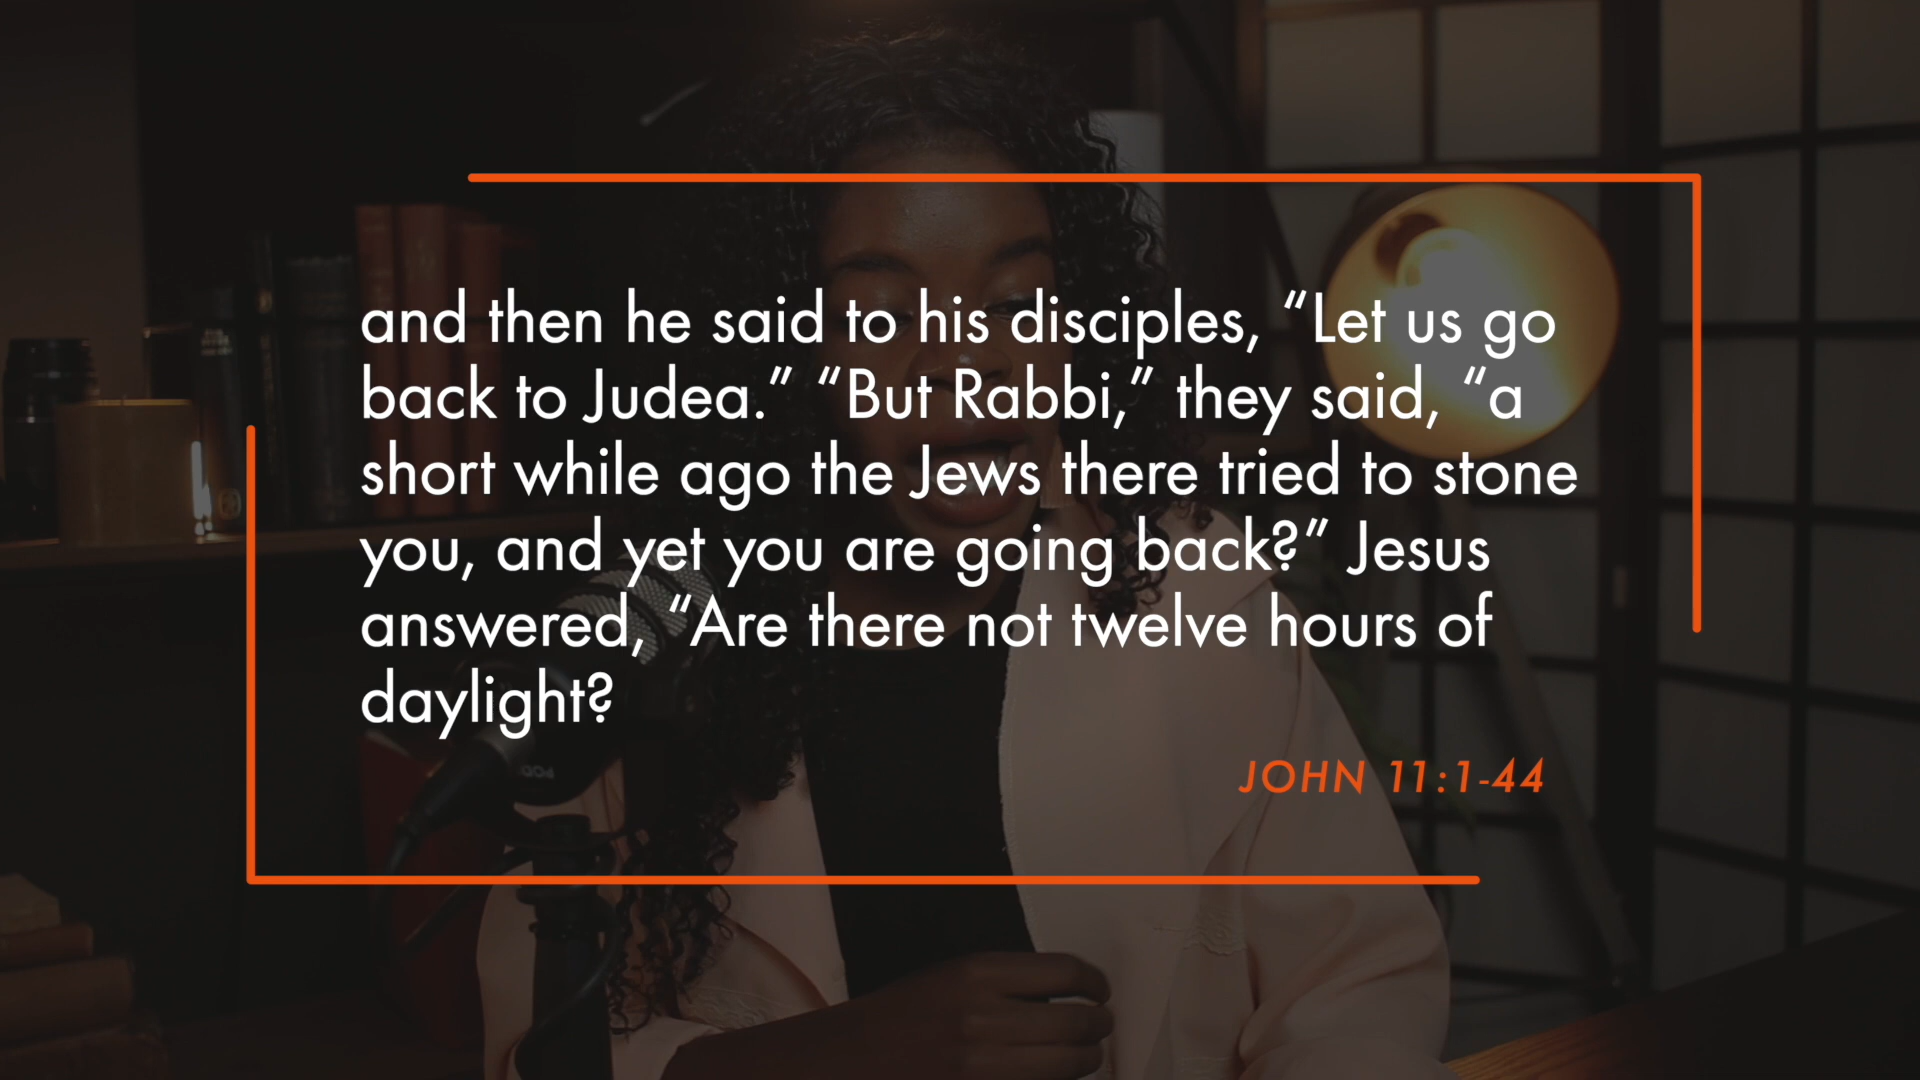 and then he said to his disciples, “Let us go
back to Judea.” “But Rabbi,” they said, “a
short while ago the Jews there tried to stone
you, and yet you are going back?” Jesus
answered, “Are there not twelve hours of
daylight?
JOHN 11:1-44